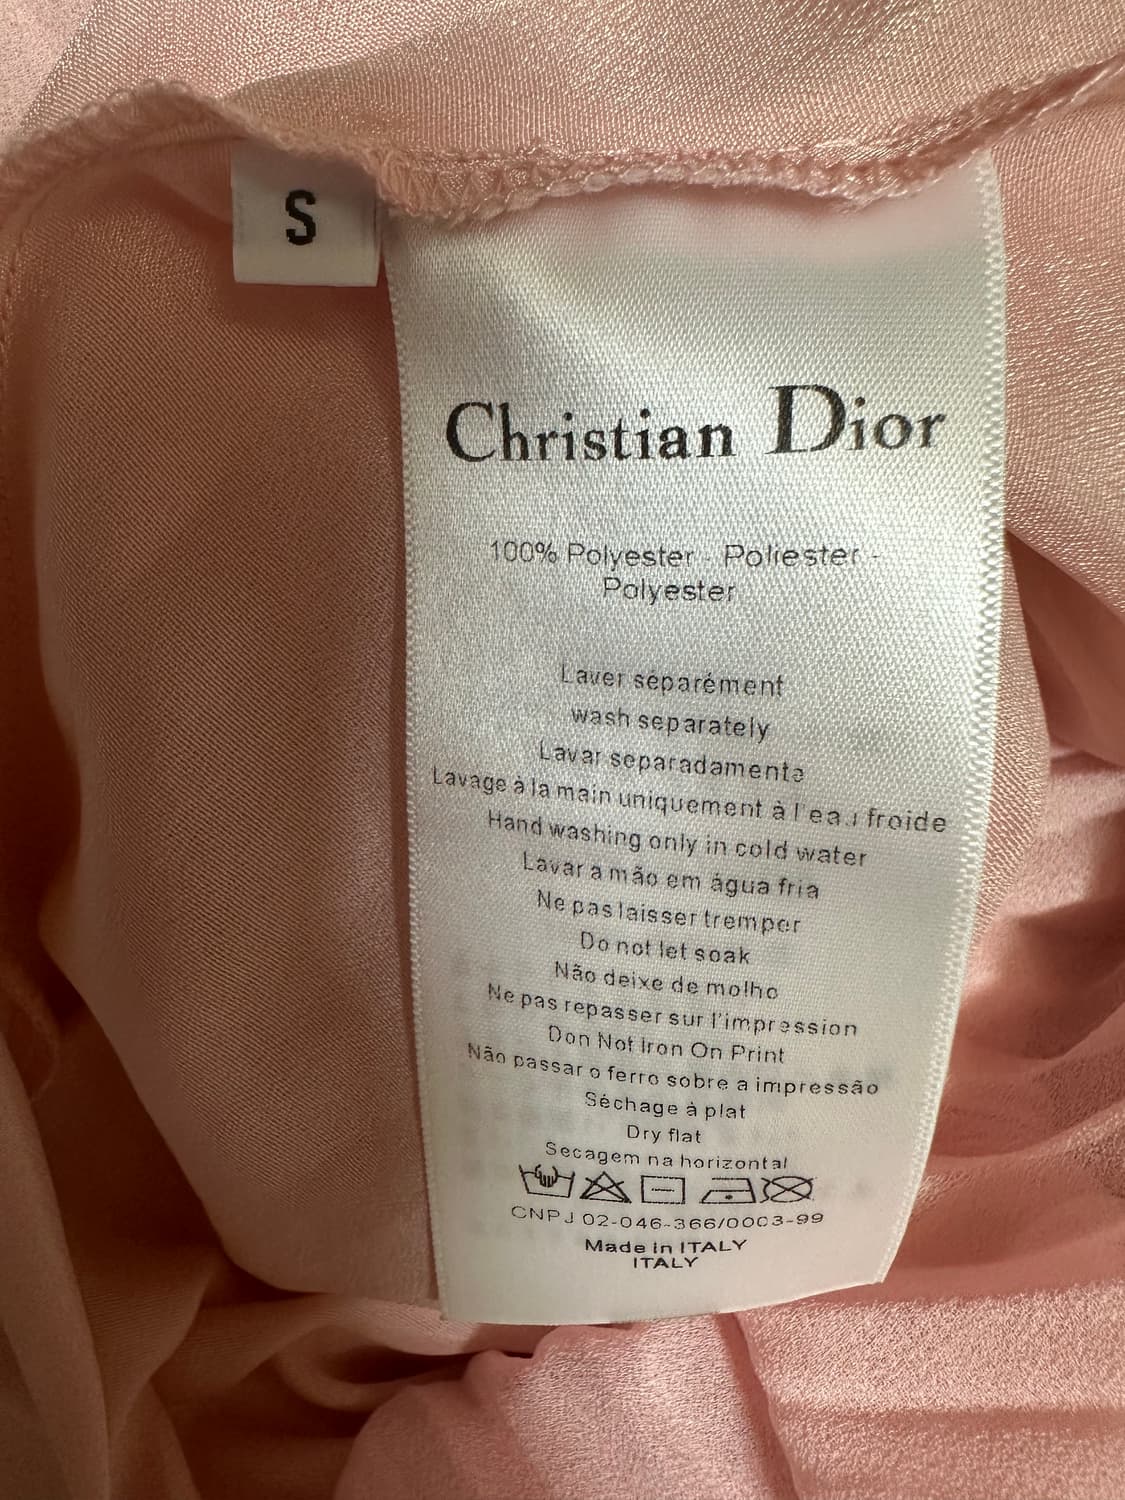 S
Christian Dior
100% Polyester - Poliester -
Polyester
Laver séparément
wash separately
Lavar separadamente
Lavage à la main uniquement à l'eau froide
Hand washing only in cold water
Lavar a mão em água fria
Ne pas laisser tremper
Do not let soak
Não deixe de molho
Ne pas repasser sur l'impression
Don Not Iron On Print
Não passar o ferro sobre a impressão
Séchage à plat
Dry flat
Secagem na horizontal
CNPJ 02-046-366/0003-99
Made in ITALY
ITALY